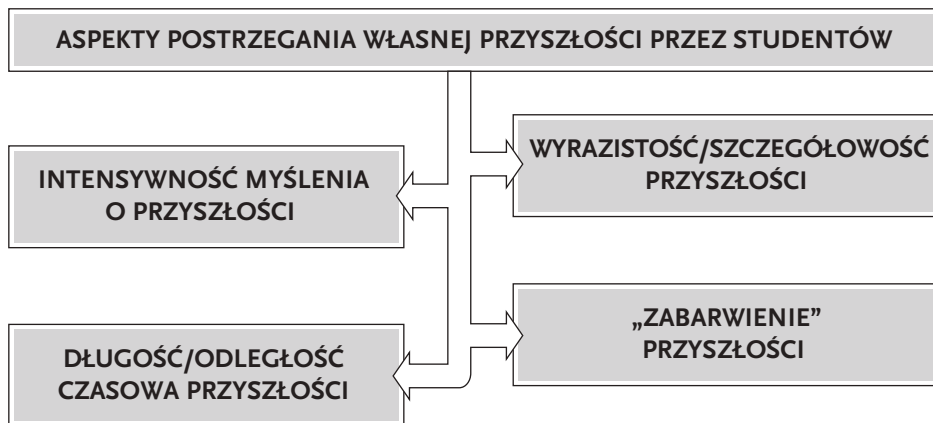 ASPEKTY POSTRZEGANIA WŁASNEJ PRZYSZŁOŚCI PRZEZ STUDENTÓW
INTENSYWNOŚĆ MYŚLENIA
O PRZYSZŁOŚCI
WYRAZISTOŚĆ/SZCZEGÓŁOWOŚĆ
PRZYSZŁOŚCI
DŁUGOŚĆ/ODLEGŁOŚĆ
CZASOWA PRZYSZŁOŚCI
„ZABARWIENIE”
PRZYSZŁOŚCI